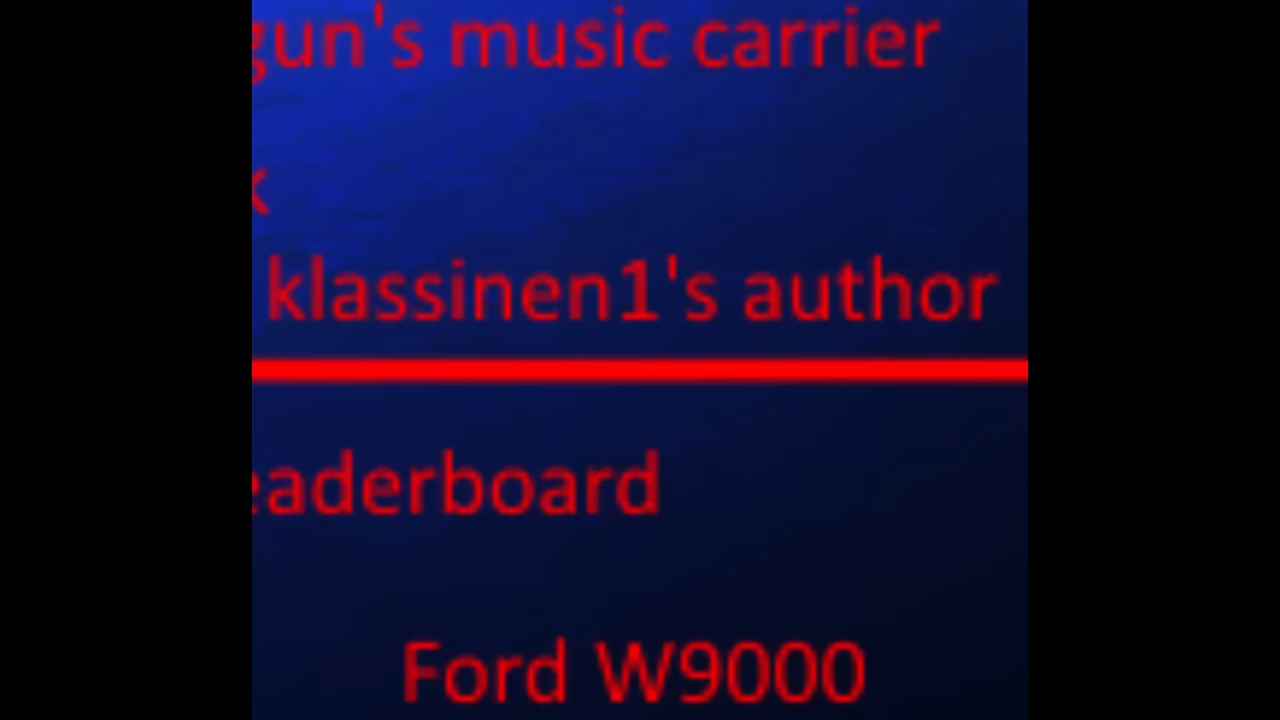 gun's music carrier
k
klassinen1's author
eaderboard
Ford W9000